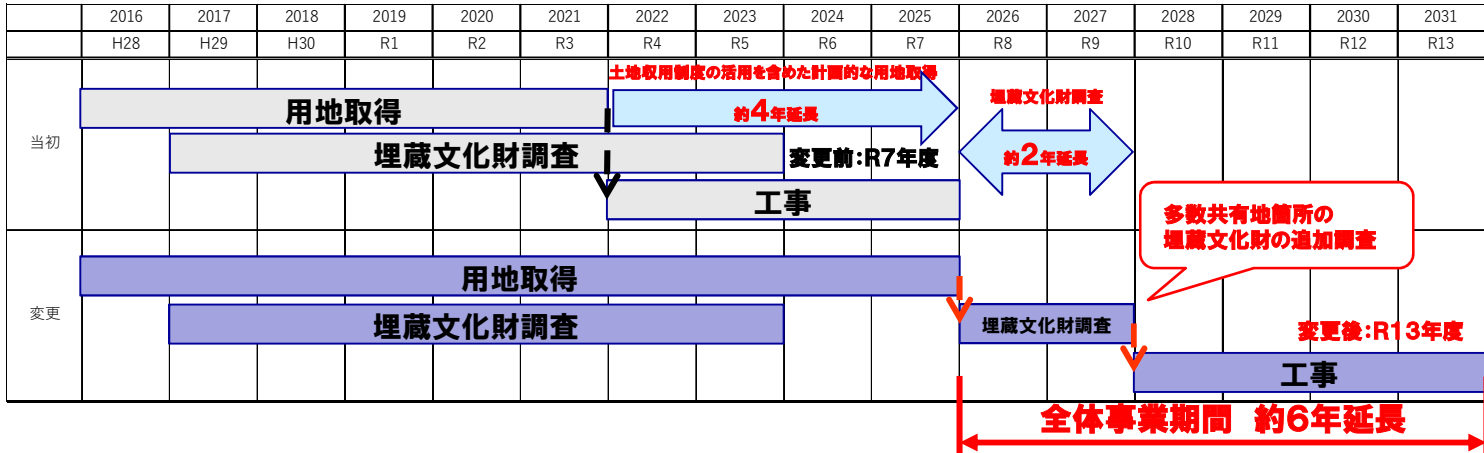 2016 2017 2018 2019 2020 2021 2022 2023 2024 2025 2026 2027 2028 2029 2030 2031
H28 H29 H30 R1 R2 R3 R4 R5 R6 R7 R8 R9 R10 R11 R12 R13
当初
土地収用制度の活用を含めた計画的な用地取得
用地取得
約4年延長
埋蔵文化財調査
埋蔵文化財調査
変更前:R7年度
約2年延長
工事
多数共有地箇所の
埋蔵文化財の追加調査
変更
用地取得
埋蔵文化財調査
埋蔵文化財調査
変更後:R13年度
工事
全体事業期間 約6年延長